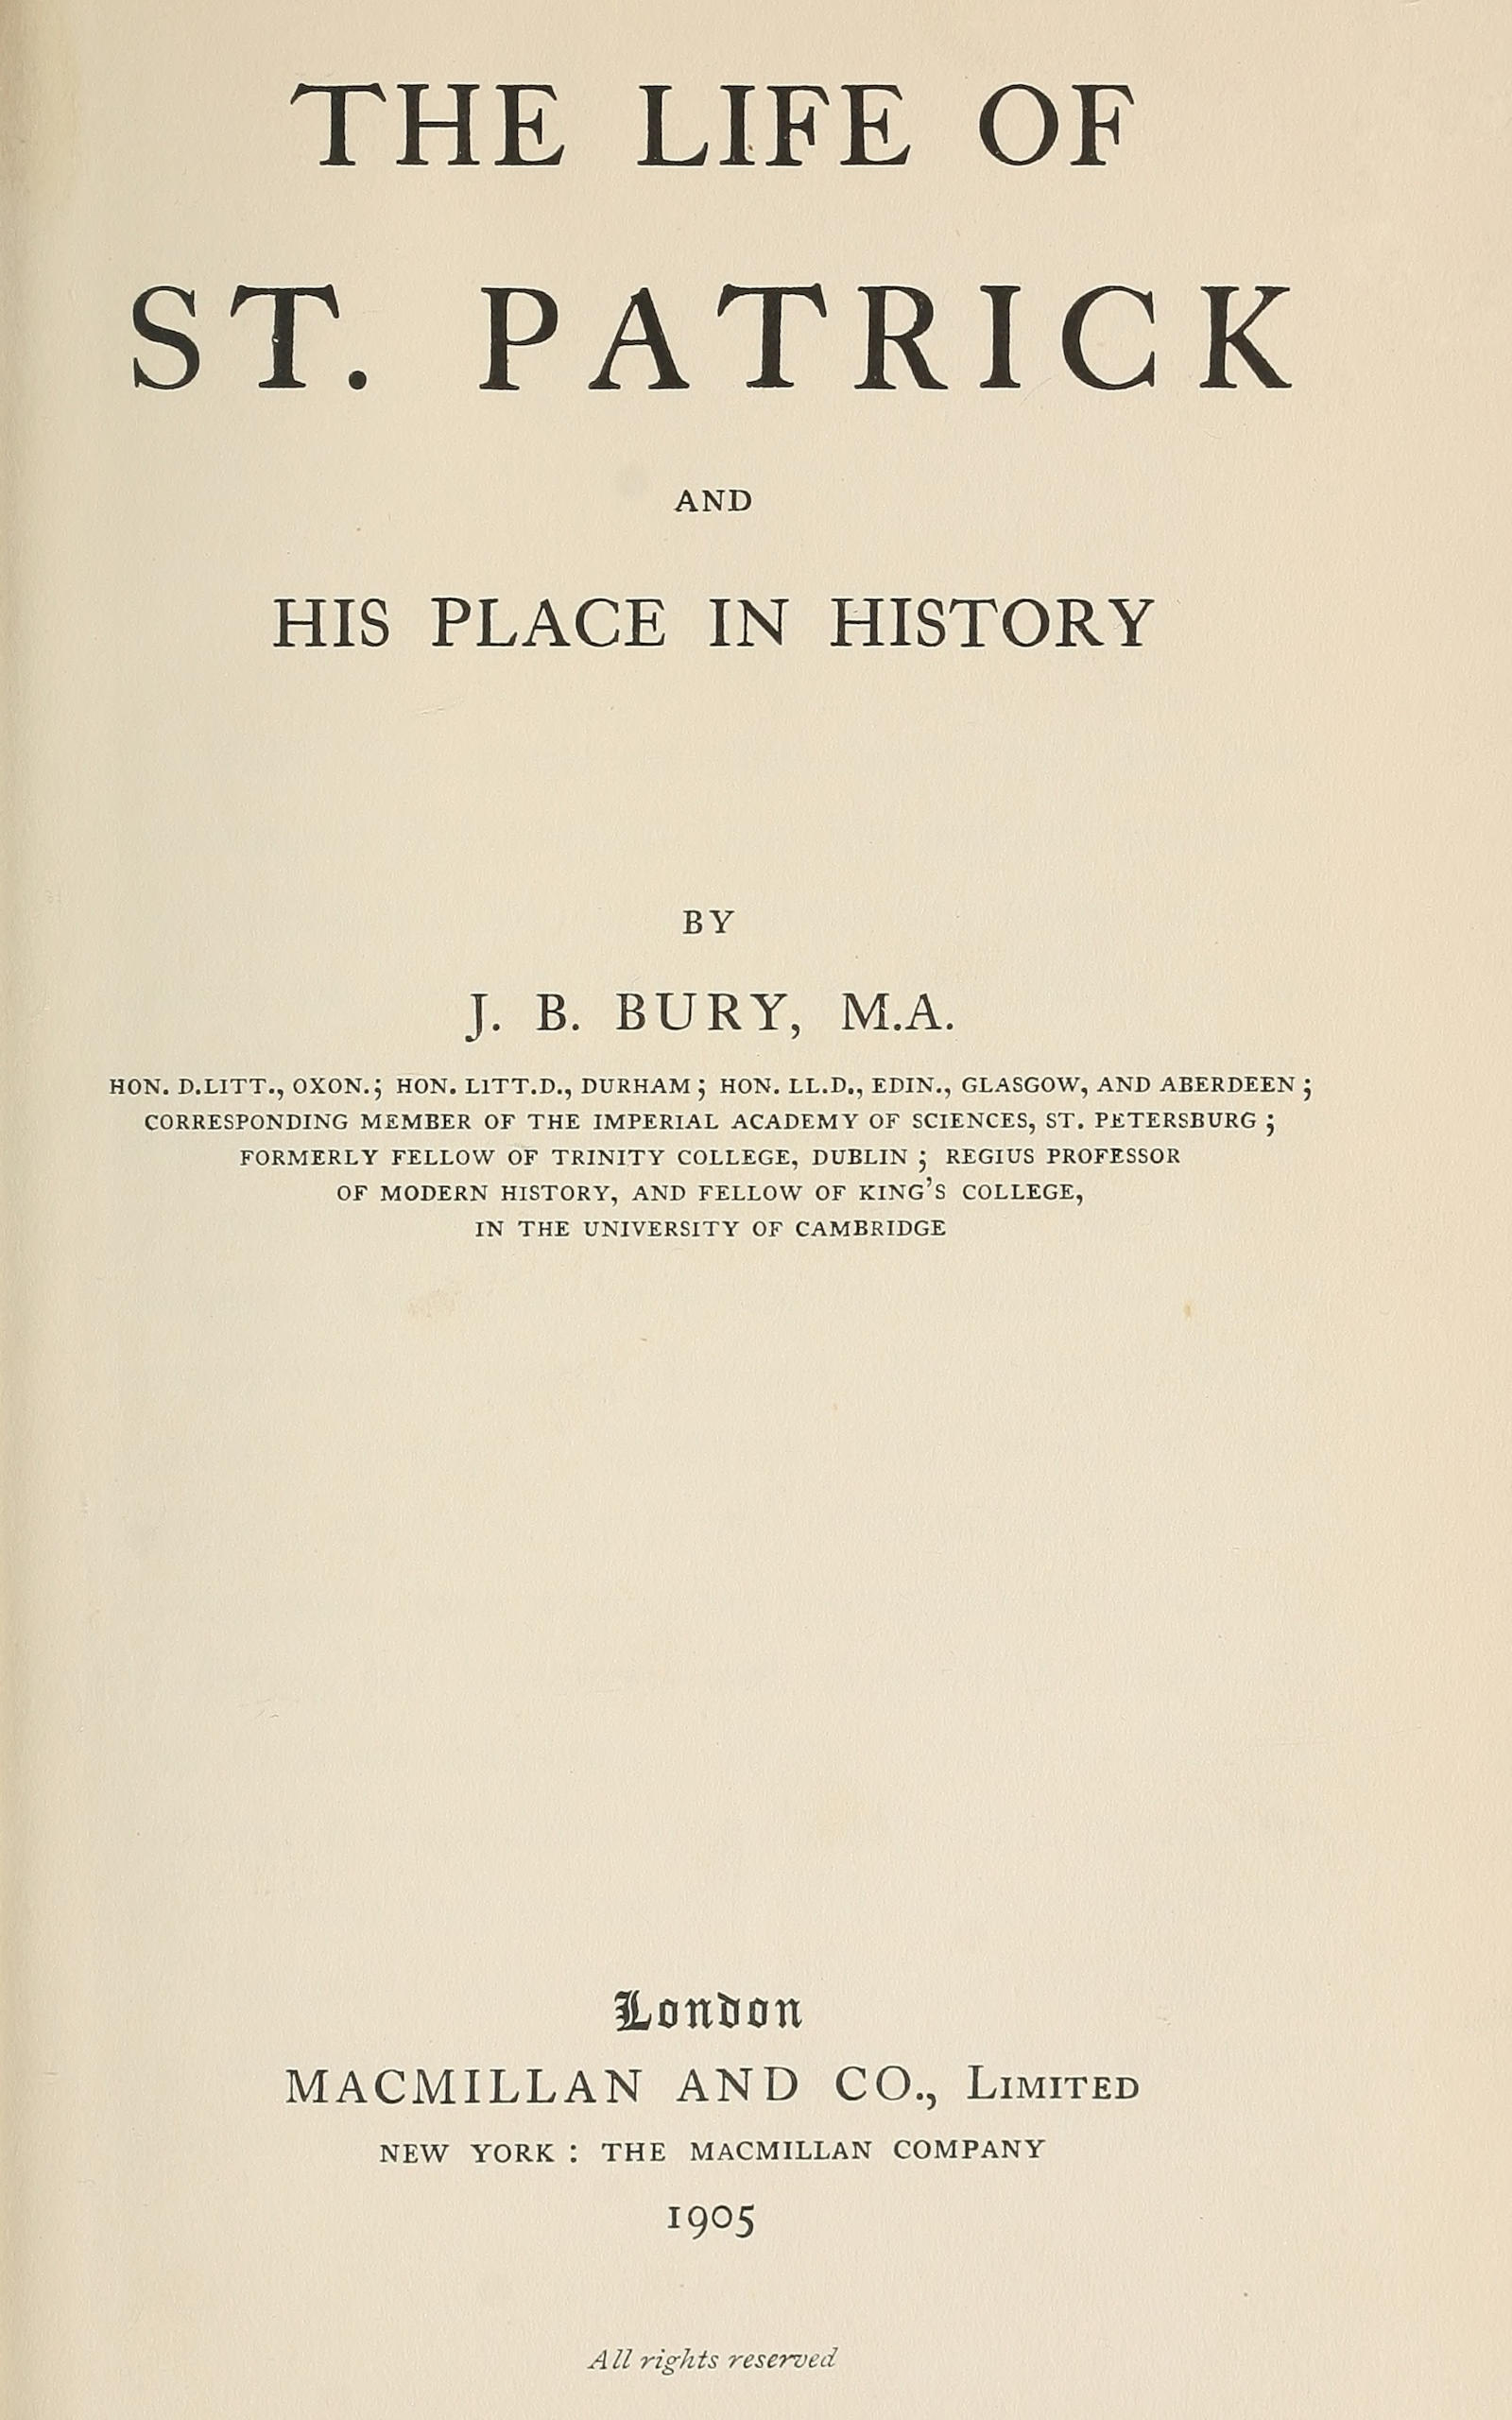 THE LIFE OF
ST. PATRICK
AND
HIS PLACE IN HISTORY
BY
J. B. BURY, M.A.
HON. D.LITT., OXON.; HON. LITT.D., DURHAM; HON. LL.D., EDIN., GLASGOW, AND ABERDEEN;
CORRESPONDING MEMBER OF THE IMPERIAL ACADEMY OF SCIENCES, ST. PETERSBURG;
FORMERLY FELLOW OF TRINITY COLLEGE, DUBLIN; REGIUS PROFESSOR
OF MODERN HISTORY, AND FELLOW OF KING'S COLLEGE,
IN THE UNIVERSITY OF CAMBRIDGE
London
MACMILLAN AND CO., LIMITED
NEW YORK: THE MACMILLAN COMPANY
1905
All rights reserved